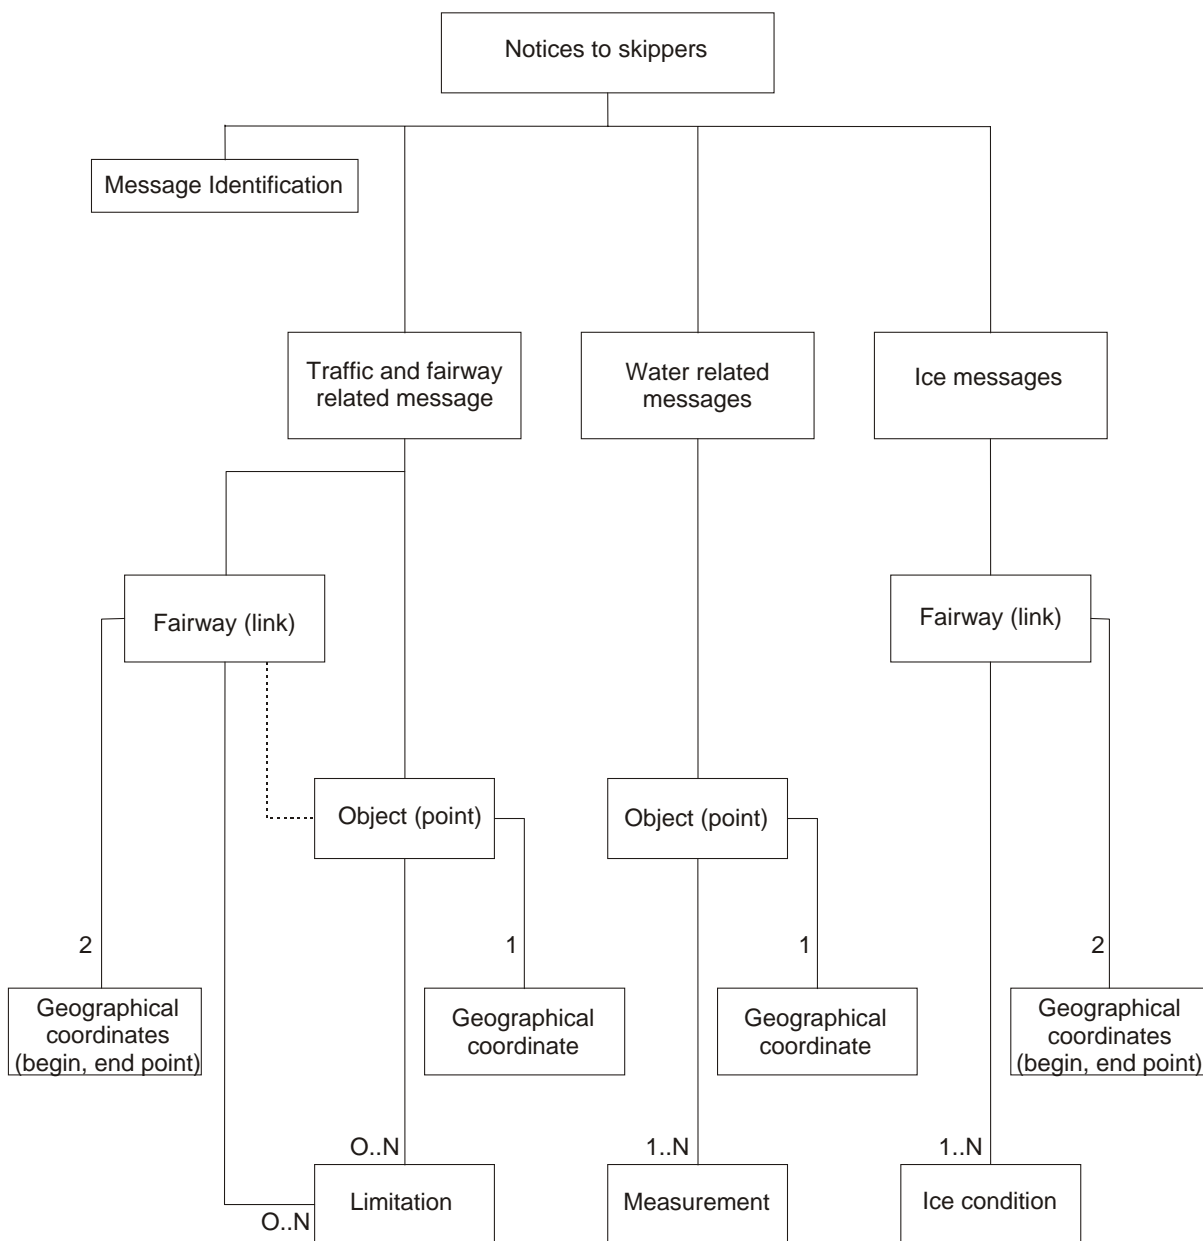 Notices to skippers
Message Identification
Traffic and fairway
related message
Water related
messages
Ice messages
Fairway (link)
Fairway (link)
Object (point)
Object (point)
2
1
1
2
Geographical
coordinates
(begin, end point)
Geographical
coordinate
Geographical
coordinate
Geographical
coordinates
(begin, end point)
O..N
1..N
1..N
Limitation
Measurement
Ice condition
O..N